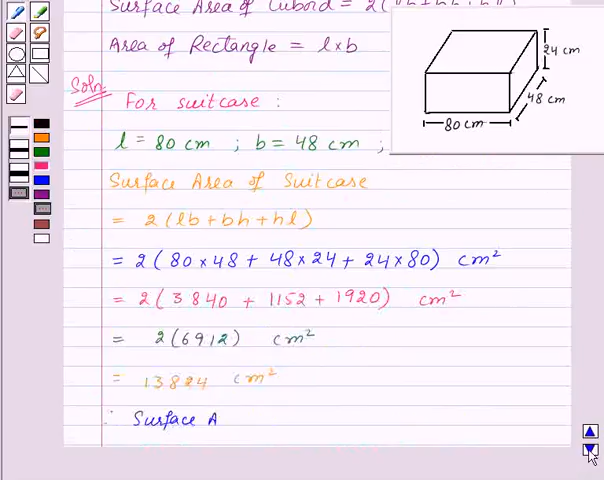 Surface Area of Cuboid = 2(
Area of Rectangle = l×b
Soln
For suitcase :
l = 80 cm ; b = 48 cm ;
24 cm
48 cm
80 cm
Surface Area of Suitcase
= 2 (lb + bh + hl)
= 2 ( 80×48 + 48×24 + 24×80) cm²
= 2 ( 3840 + 1152 + 1920) cm²
= 2(6912) cm²
= 13824 cm²
∴ Surface A